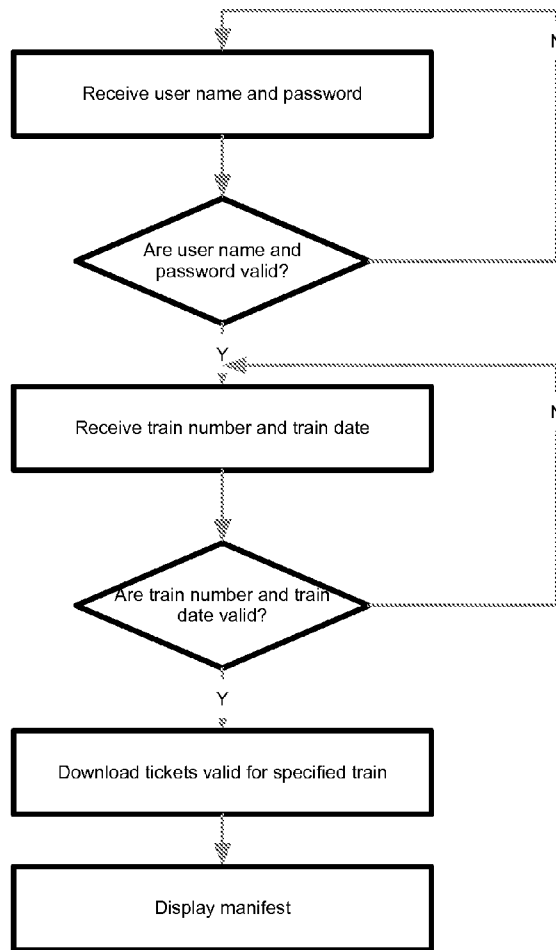 N
Receive user name and password
Are user name and
password valid?
Y
Receive train number and train date
N
Are train number and train
date valid?
Y
Download tickets valid for specified train
Display manifest